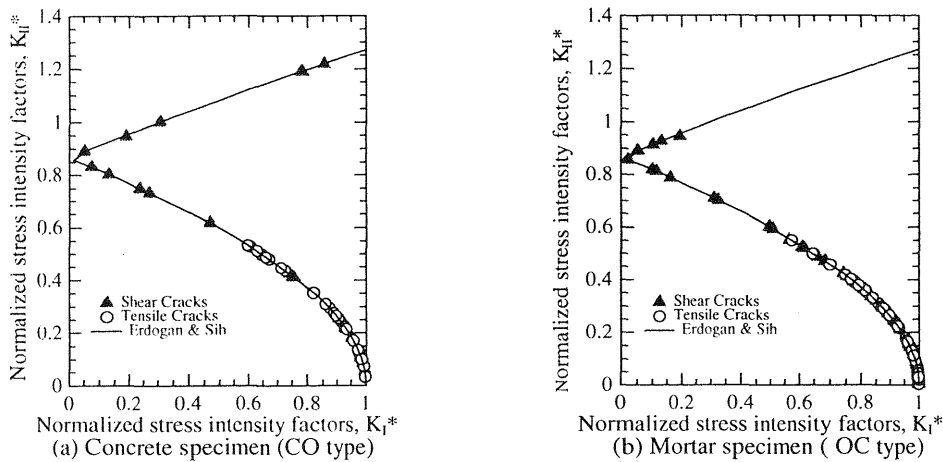 Normalized stress intensity factors, K_II*
1.4
1.2
1
0.8
0.6
0.4
0.2
0
Shear Cracks
Tensile Cracks
Erdogan & Sih
0 0.2 0.4 0.6 0.8 1
Normalized stress intensity factors, K_I*
(a) Concrete specimen (CO type)
Normalized stress intensity factors, K_II*
1.4
1.2
1
0.8
0.6
0.4
0.2
0
Shear Cracks
Tensile Cracks
Erdogan & Sih
0 0.2 0.4 0.6 0.8 1
Normalized stress intensity factors, K_I*
(b) Mortar specimen ( OC type)